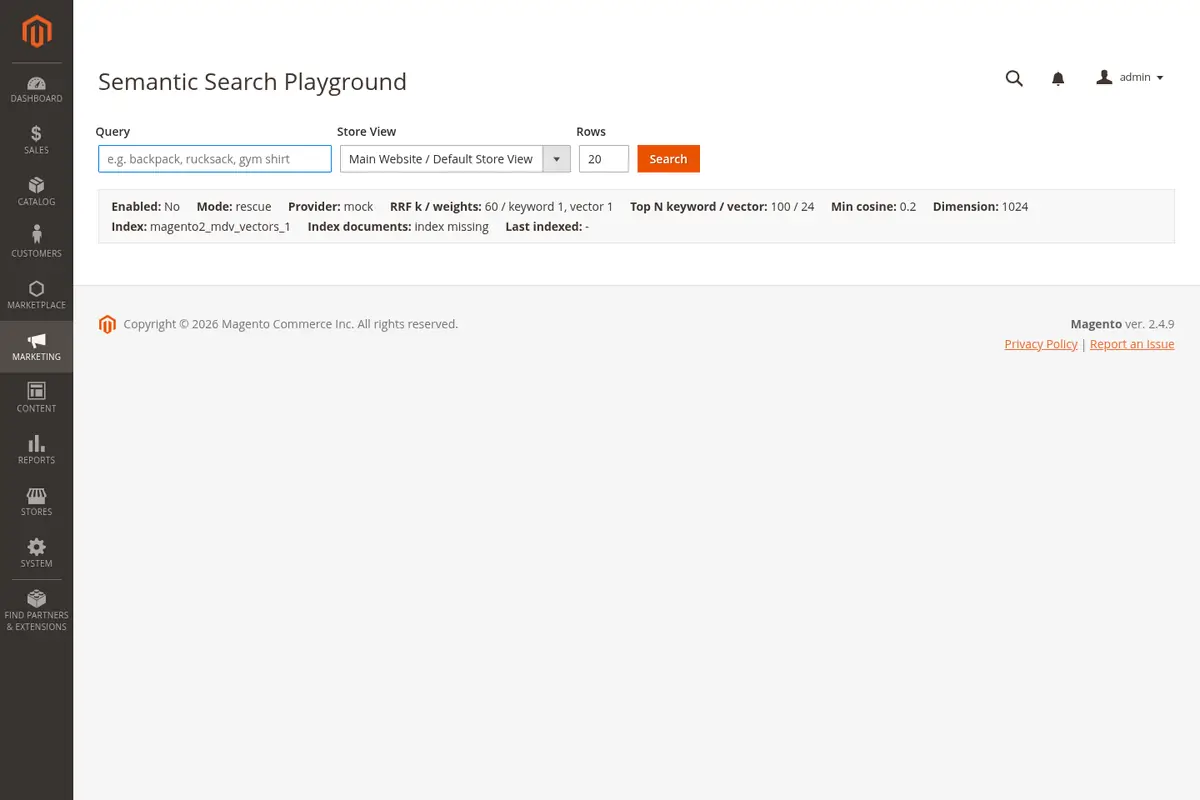 Semantic Search Playground
admin
Query
Store View
Rows
e.g. backpack, rucksack, gym shirt
Main Website / Default Store View
20
Search
Enabled: No Mode: rescue Provider: mock RRF k / weights: 60 / keyword 1, vector 1 Top N keyword / vector: 100 / 24 Min cosine: 0.2 Dimension: 1024
Index: magento2_mdv_vectors_1 Index documents: index missing Last indexed: -
Copyright © 2026 Magento Commerce Inc. All rights reserved.
Magento ver. 2.4.9
Privacy Policy | Report an Issue
DASHBOARD
SALES
CATALOG
CUSTOMERS
MARKETPLACE
MARKETING
CONTENT
REPORTS
STORES
SYSTEM
FIND PARTNERS
& EXTENSIONS